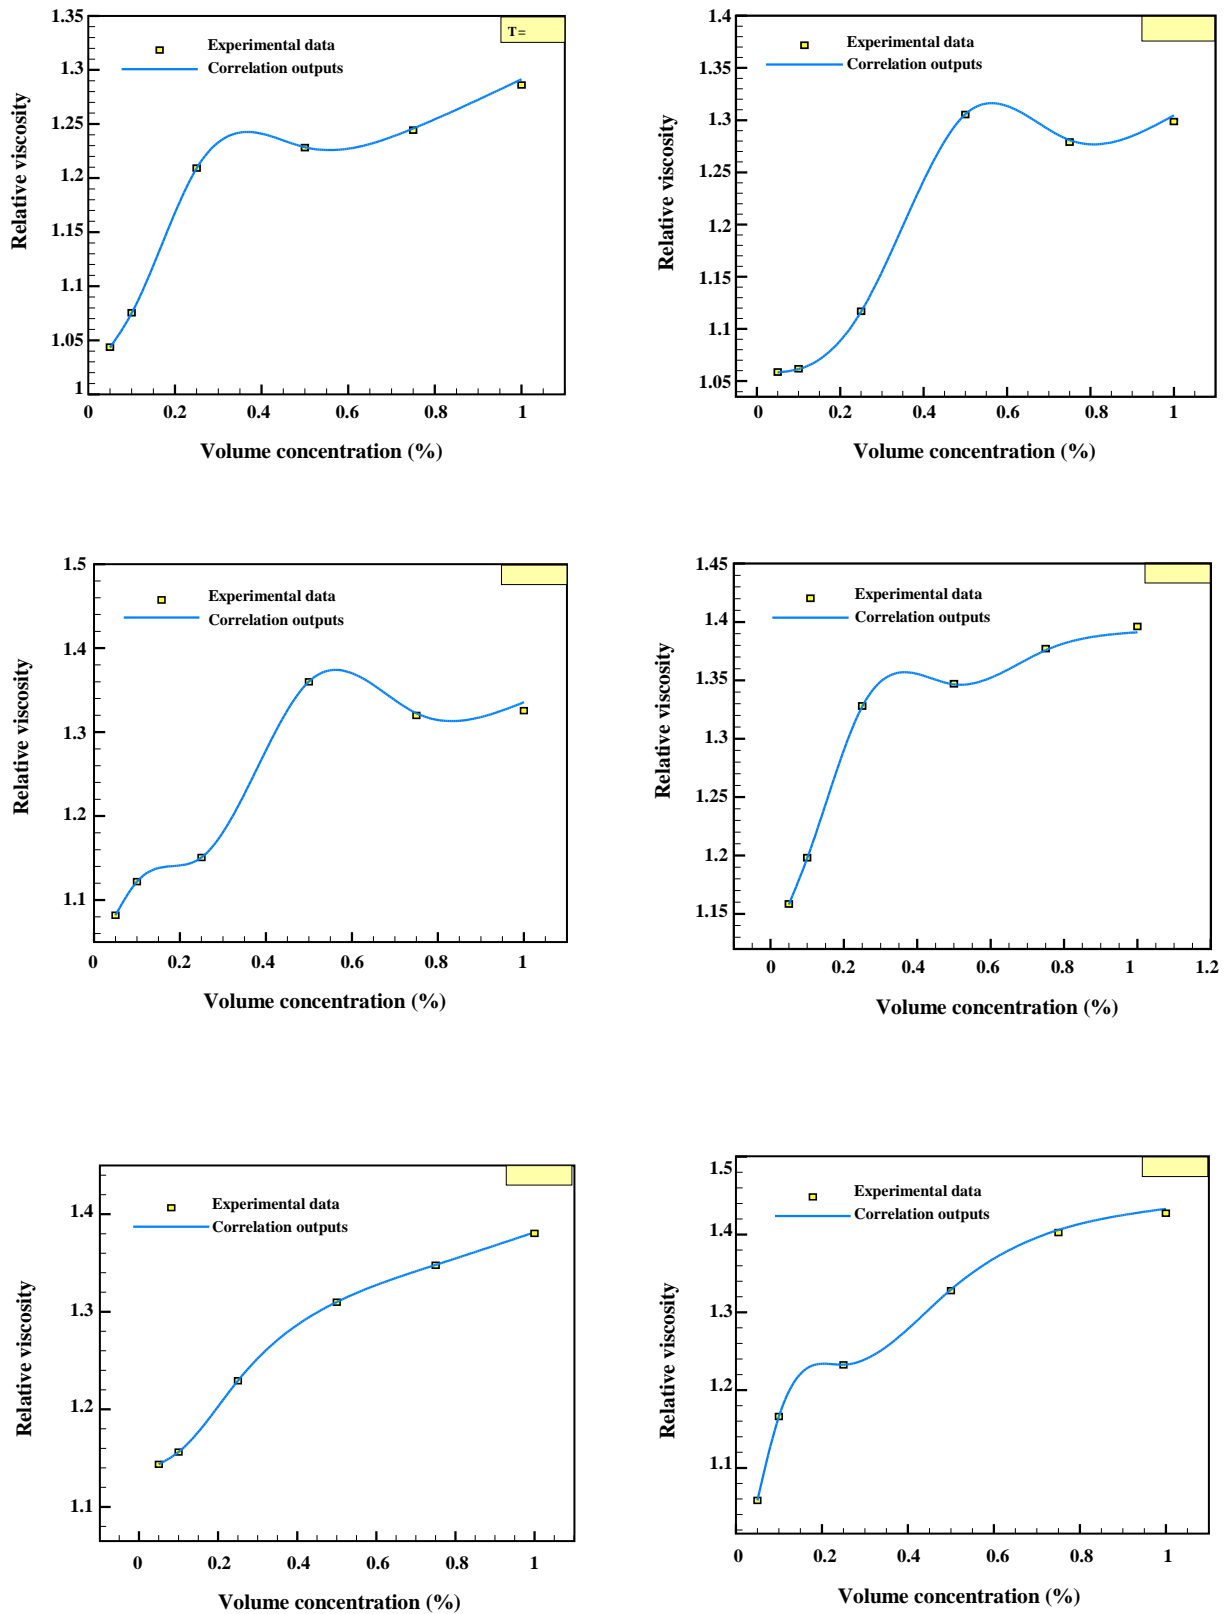 1.35
T =
Experimental data
Correlation outputs
1.3
1.25
1.2
1.15
1.1
1.05
1
Relative viscosity
0 0.2 0.4 0.6 0.8 1
Volume concentration (%)
1.4
Experimental data
Correlation outputs
1.35
1.3
1.25
1.2
1.15
1.1
1.05
Relative viscosity
0 0.2 0.4 0.6 0.8 1
Volume concentration (%)
1.5
Experimental data
Correlation outputs
1.4
1.3
1.2
1.1
Relative viscosity
0 0.2 0.4 0.6 0.8 1
Volume concentration (%)
1.45
Experimental data
Correlation outputs
1.4
1.35
1.3
1.25
1.2
1.15
Relative viscosity
0 0.2 0.4 0.6 0.8 1 1.2
Volume concentration (%)
Experimental data
Correlation outputs
1.4
1.3
1.2
1.1
Relative viscosity
0 0.2 0.4 0.6 0.8 1
Volume concentration (%)
1.5
Experimental data
Correlation outputs
1.4
1.3
1.2
1.1
Relative viscosity
0 0.2 0.4 0.6 0.8 1
Volume concentration (%)